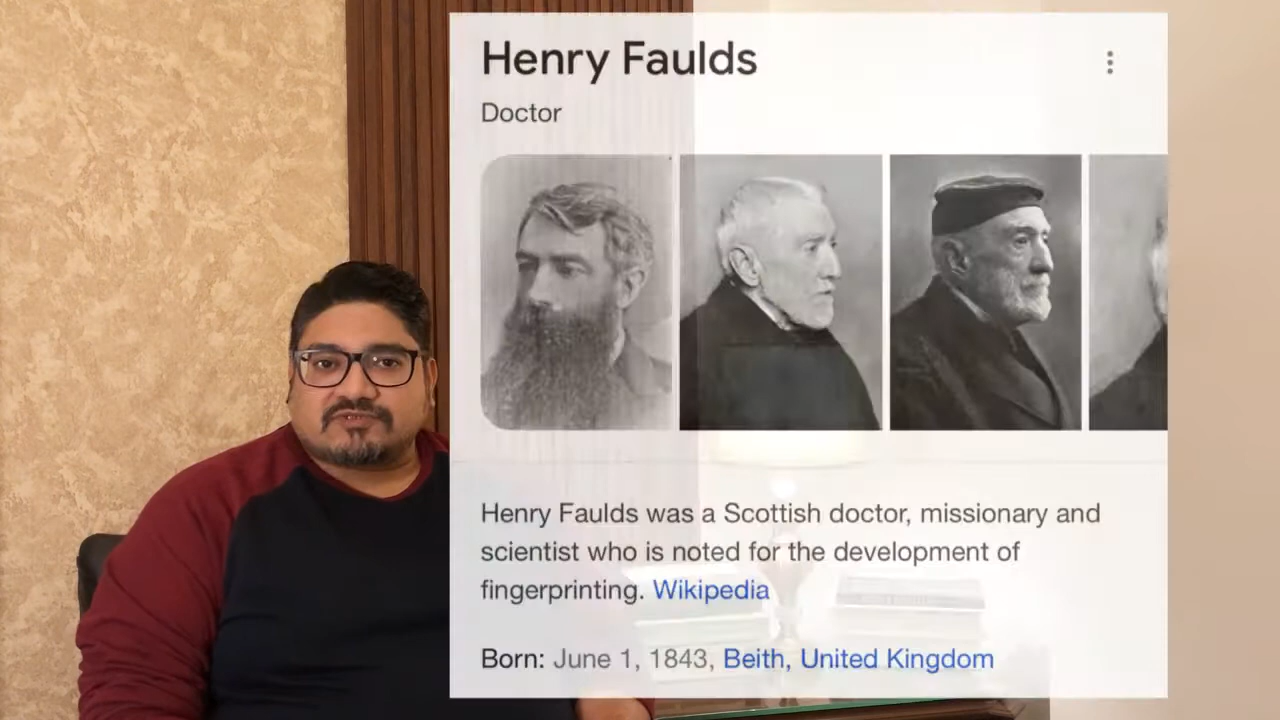 Henry Faulds
Doctor
Henry Faulds was a Scottish doctor, missionary and
scientist who is noted for the development of
fingerprinting. Wikipedia
Born: June 1, 1843, Beith, United Kingdom